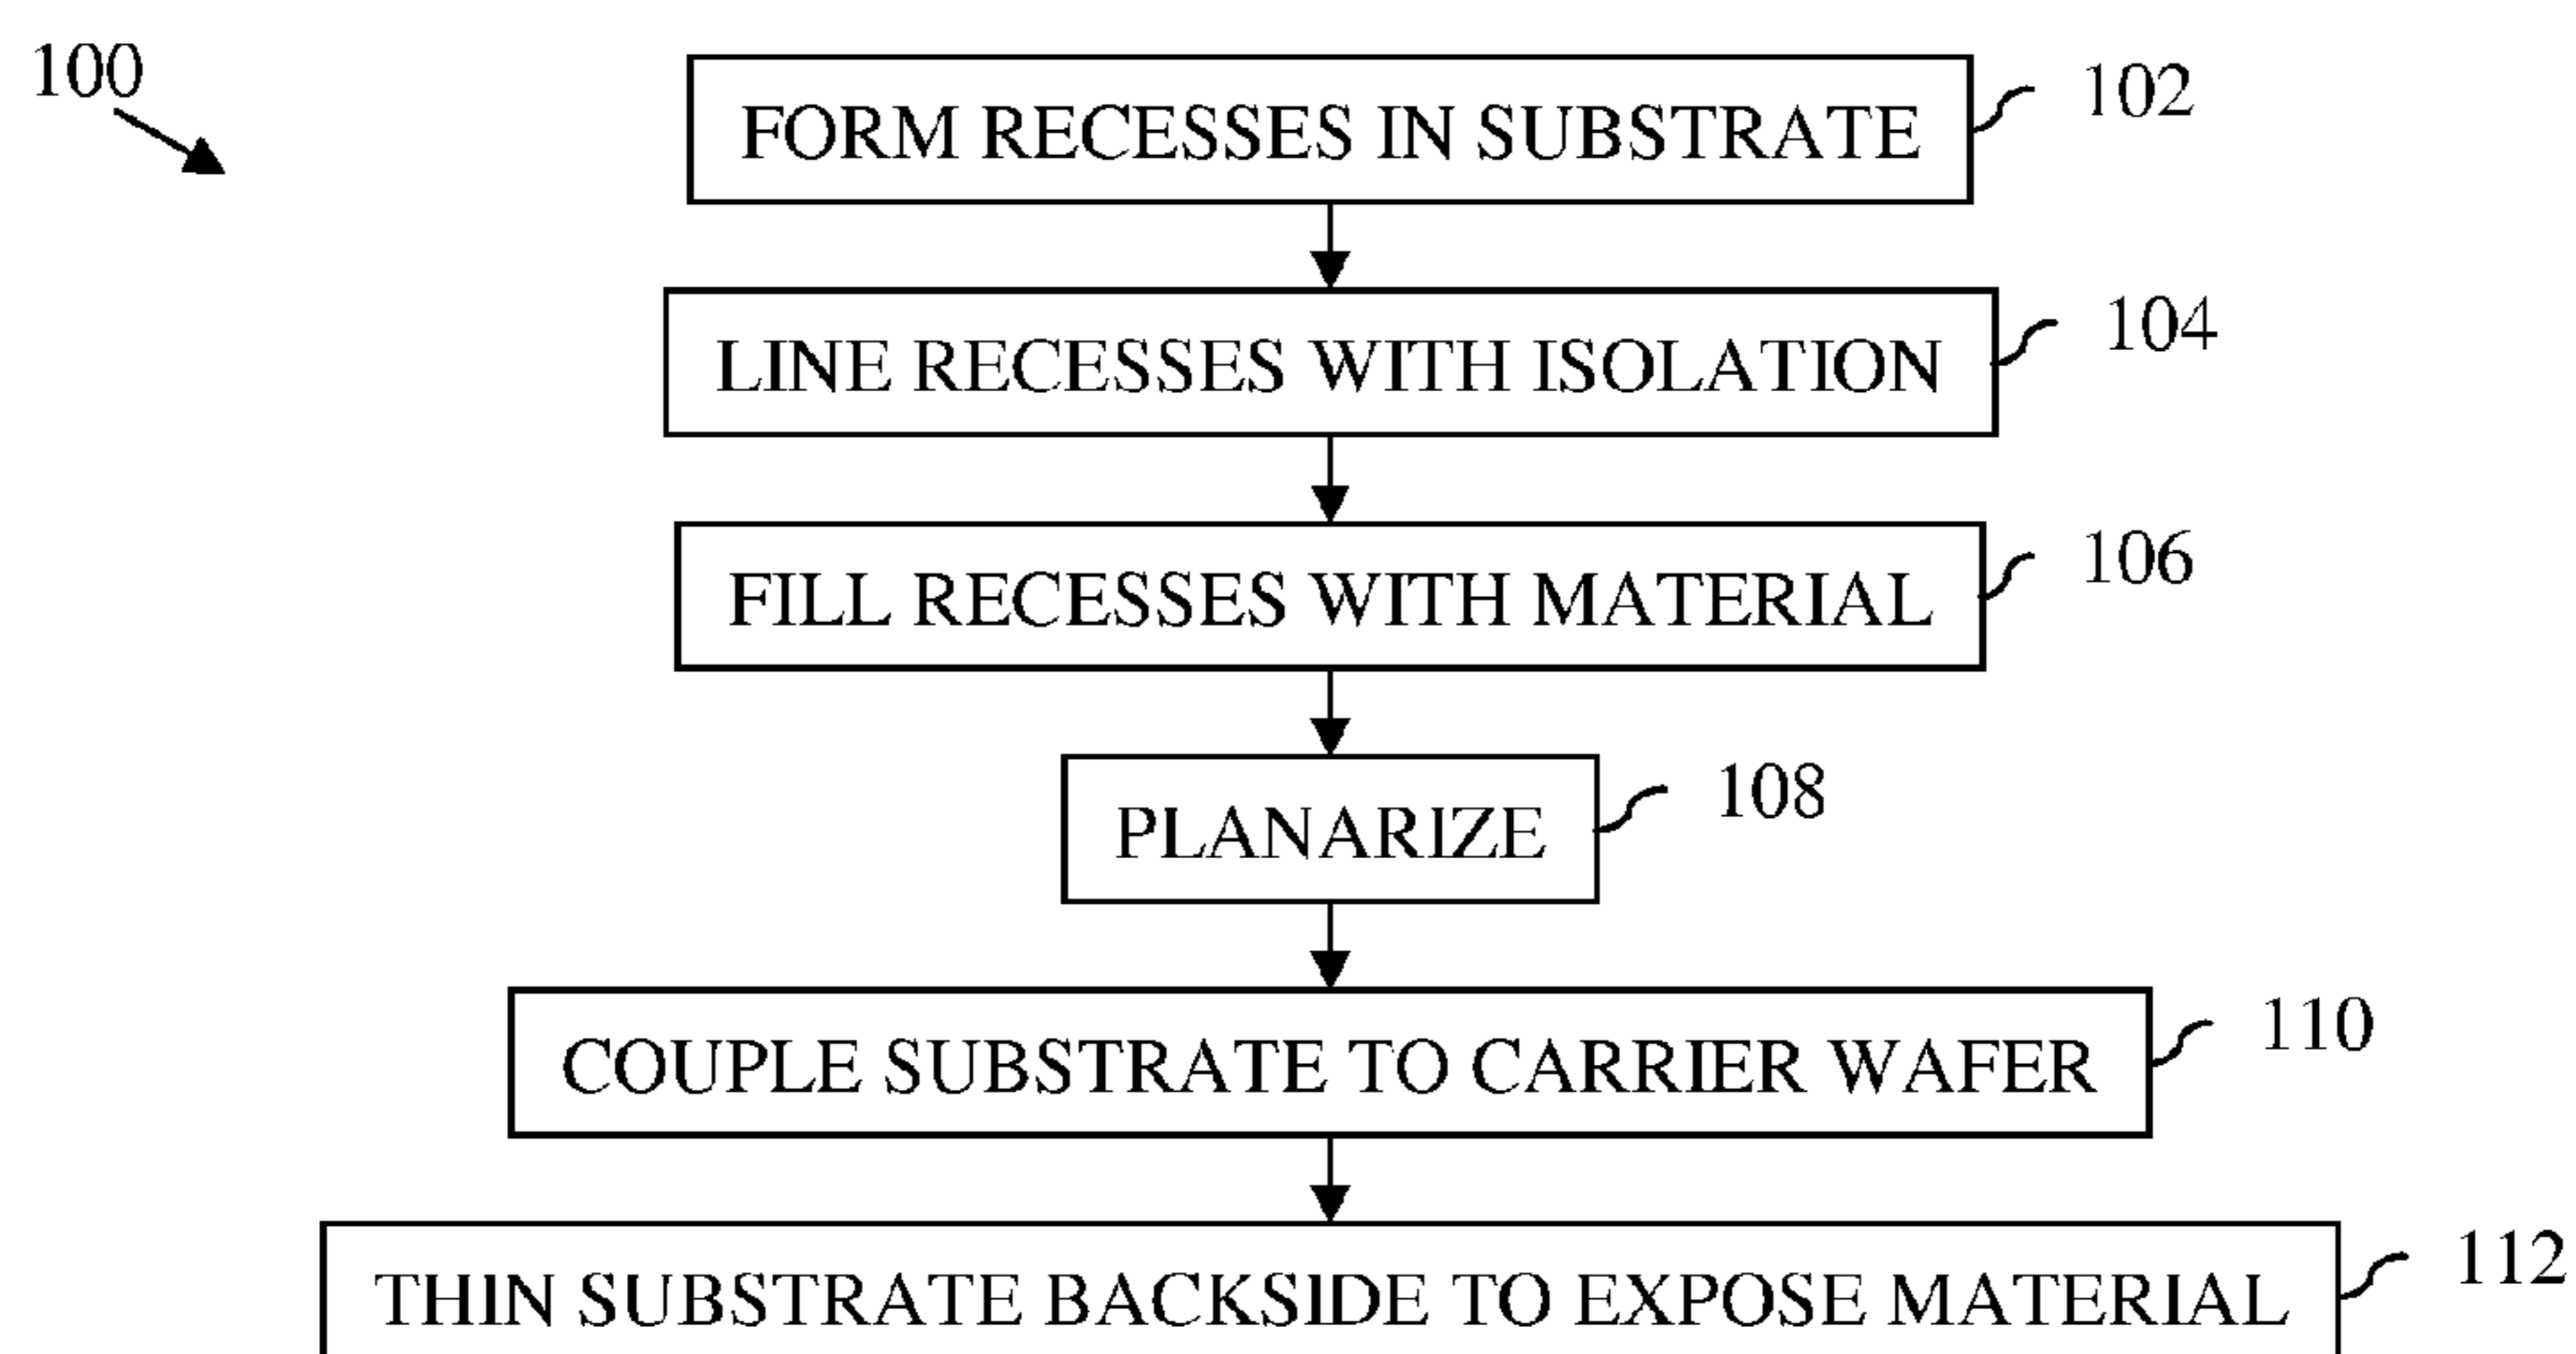 100
FORM RECESSES IN SUBSTRATE 102
LINE RECESSES WITH ISOLATION 104
FILL RECESSES WITH MATERIAL 106
PLANARIZE 108
COUPLE SUBSTRATE TO CARRIER WAFER 110
THIN SUBSTRATE BACKSIDE TO EXPOSE MATERIAL 112